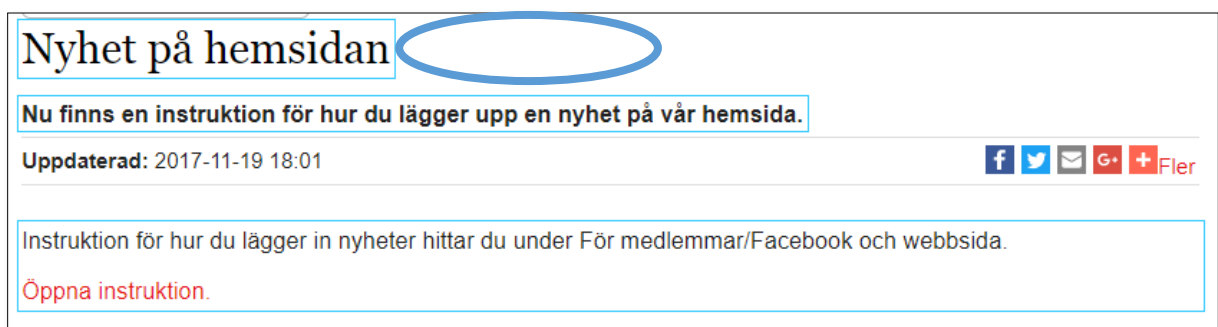 Nyhet på hemsidan
Nu finns en instruktion för hur du lägger upp en nyhet på vår hemsida.
Uppdaterad: 2017-11-19 18:01
f G+ + Fler
Instruktion för hur du lägger in nyheter hittar du under För medlemmar/Facebook och webbsida.
Öppna instruktion.